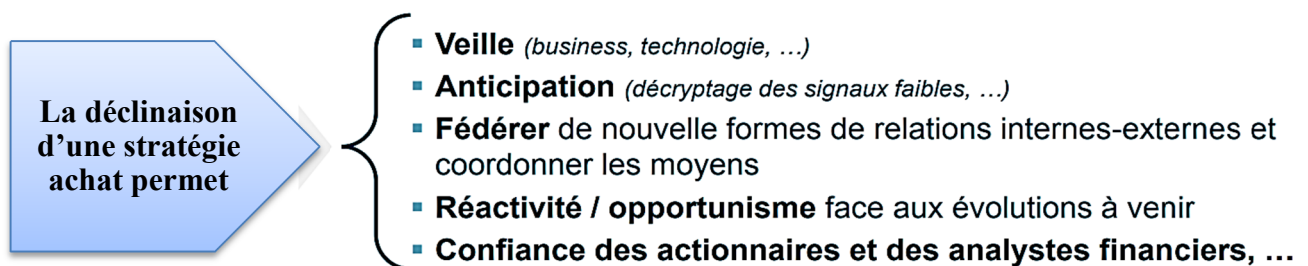 La déclinaison
d’une stratégie
achat permet
▪ Veille (business, technologie, …)
▪ Anticipation (décryptage des signaux faibles, …)
▪ Fédérer de nouvelle formes de relations internes-externes et
coordonner les moyens
▪ Réactivité / opportunisme face aux évolutions à venir
▪ Confiance des actionnaires et des analystes financiers, …